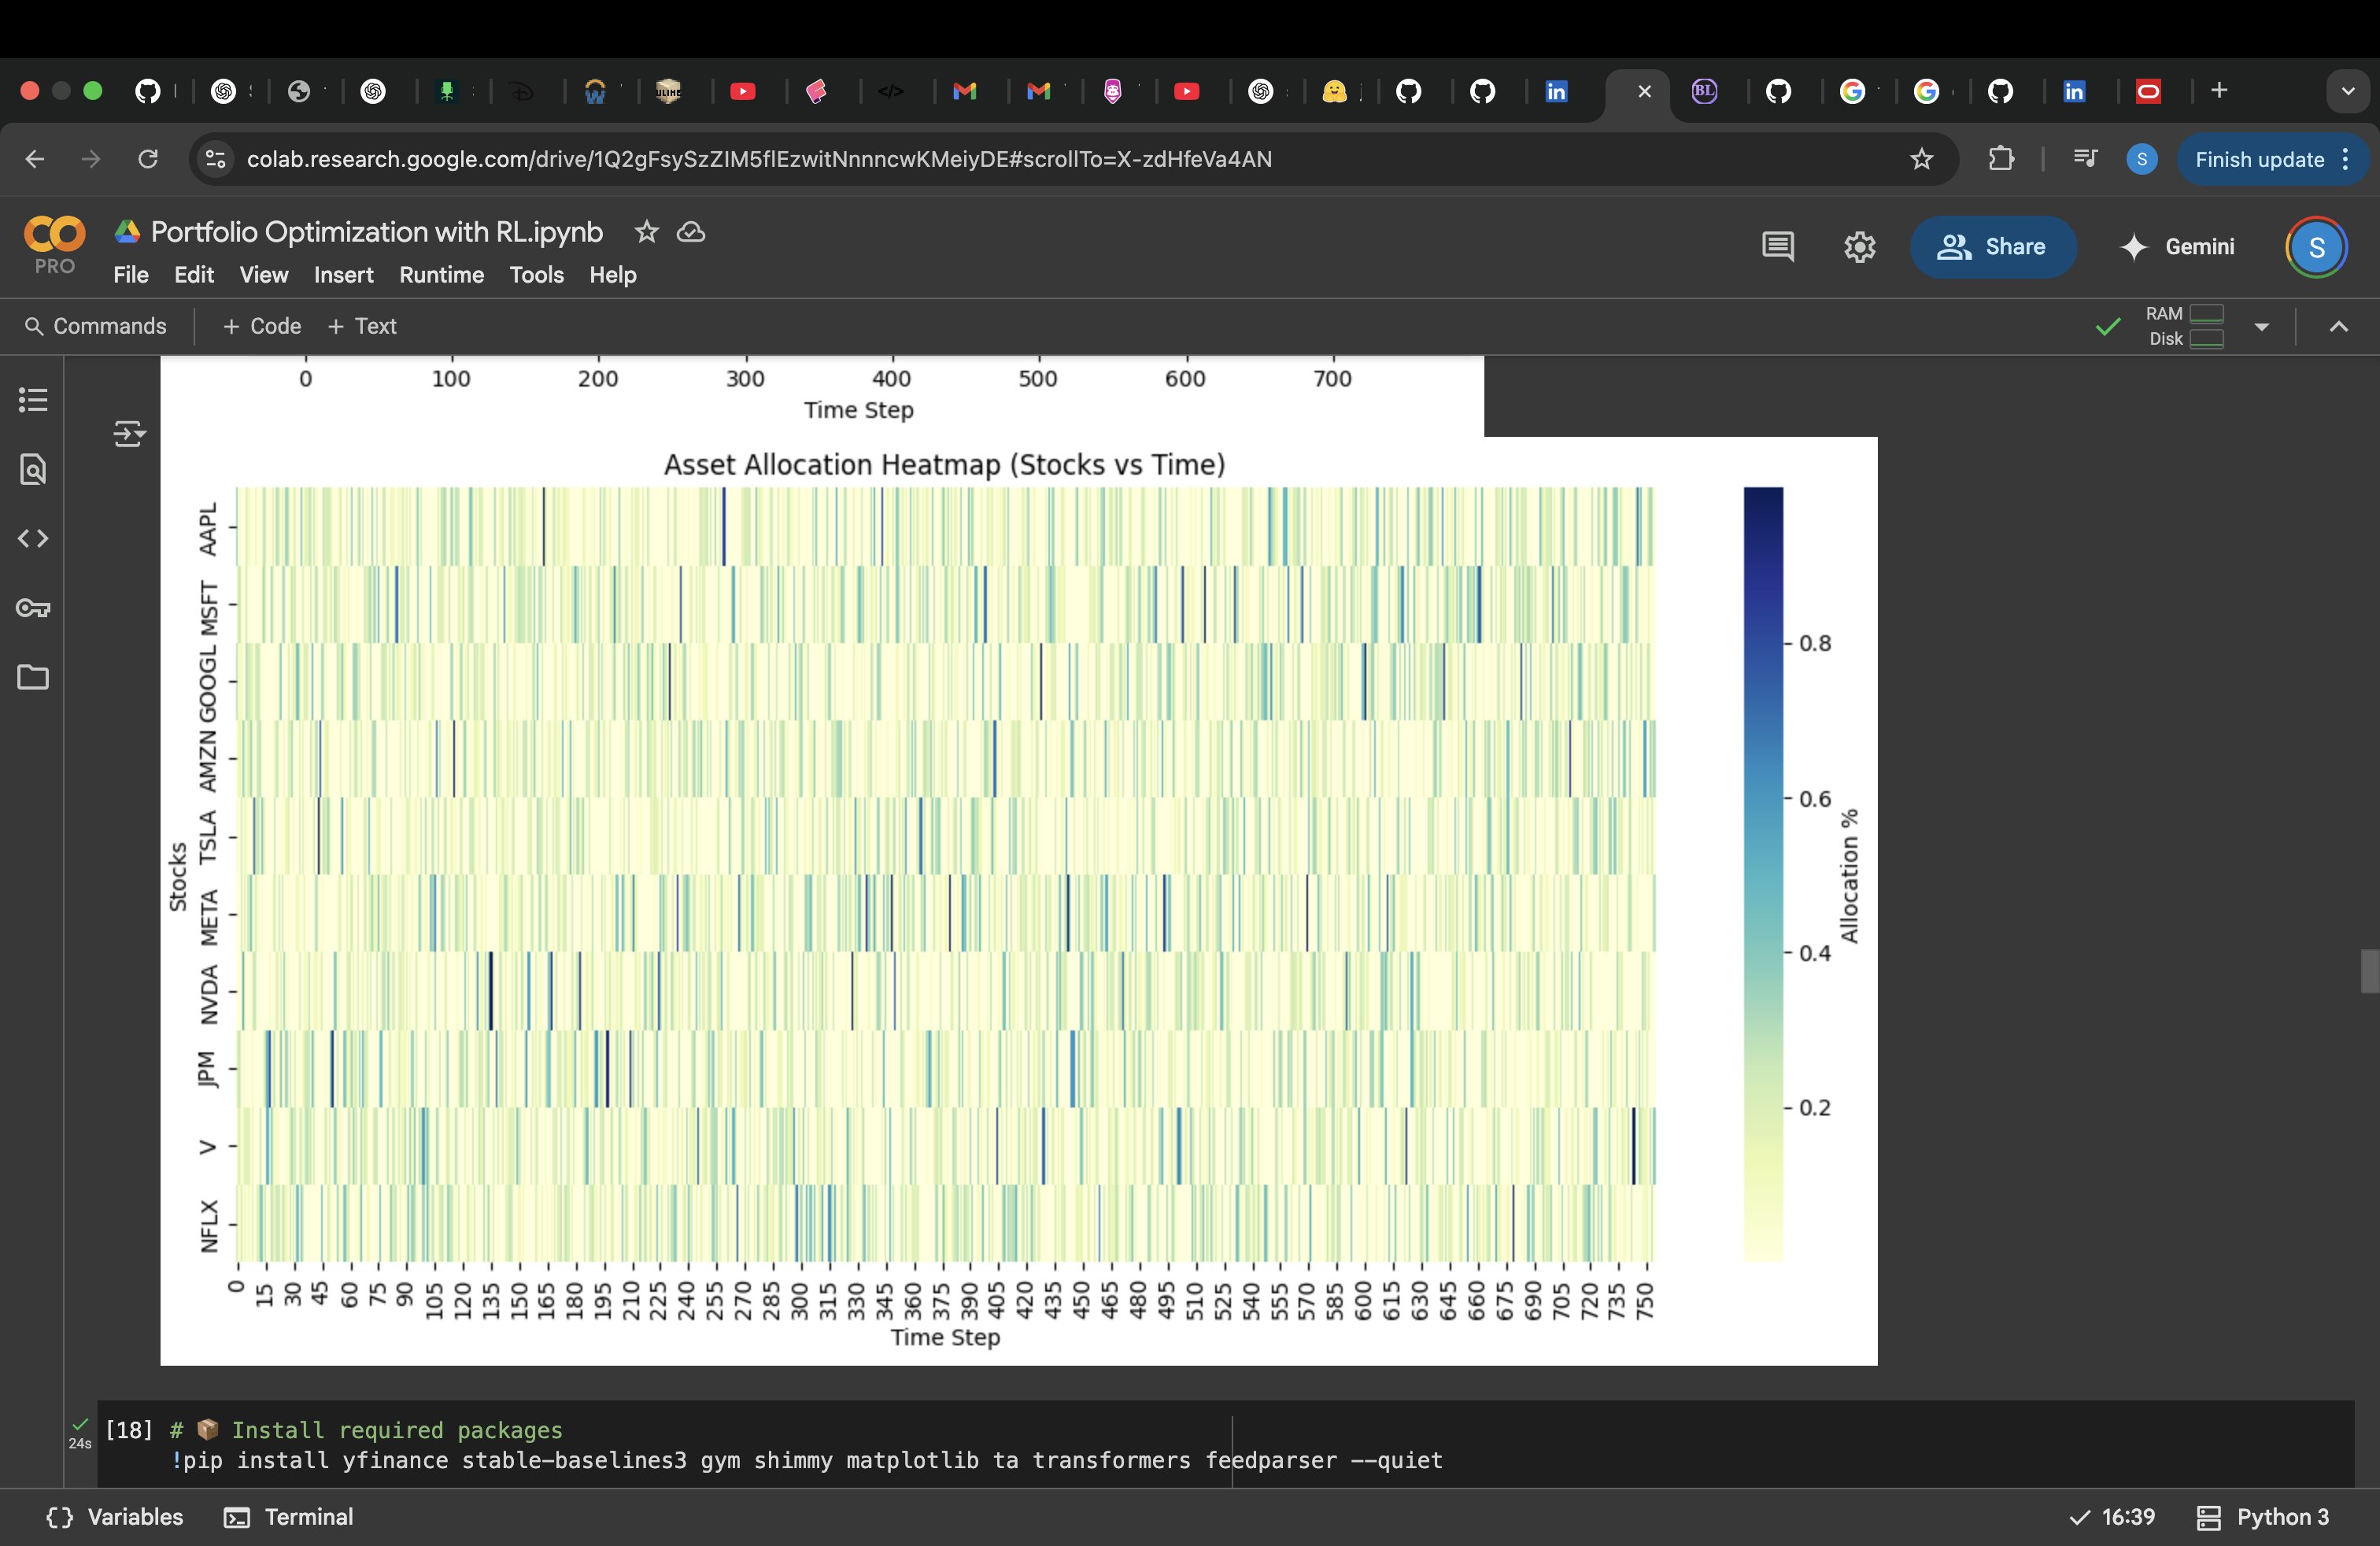 BL
colab.research.google.com/drive/1Q2gFsySzZIM5flEzwitNnnncwKMeiyDE#scrollTo=X-zdHfeVa4AN
S
Finish update
PRO
Portfolio Optimization with RL.ipynb
File Edit View Insert Runtime Tools Help
Share
Gemini
S
Commands
+ Code + Text
RAM
Disk
0 100 200 300 400 500 600 700
Time Step
Asset Allocation Heatmap (Stocks vs Time)
Stocks
AAPL
MSFT
GOOGL
AMZN
TSLA
META
NVDA
JPM
V
NFLX
0 15 30 45 60 75 90 105 120 135 150 165 180 195 210 225 240 255 270 285 300 315 330 345 360 375 390 405 420 435 450 465 480 495 510 525 540 555 570 585 600 615 630 645 660 675 690 705 720 735 750
Time Step
0.8
0.6
0.4
0.2
Allocation %
[18] # 📦 Install required packages
24s
!pip install yfinance stable-baselines3 gym shimmy matplotlib ta transformers feedparser --quiet
{} Variables
Terminal
16:39
Python 3